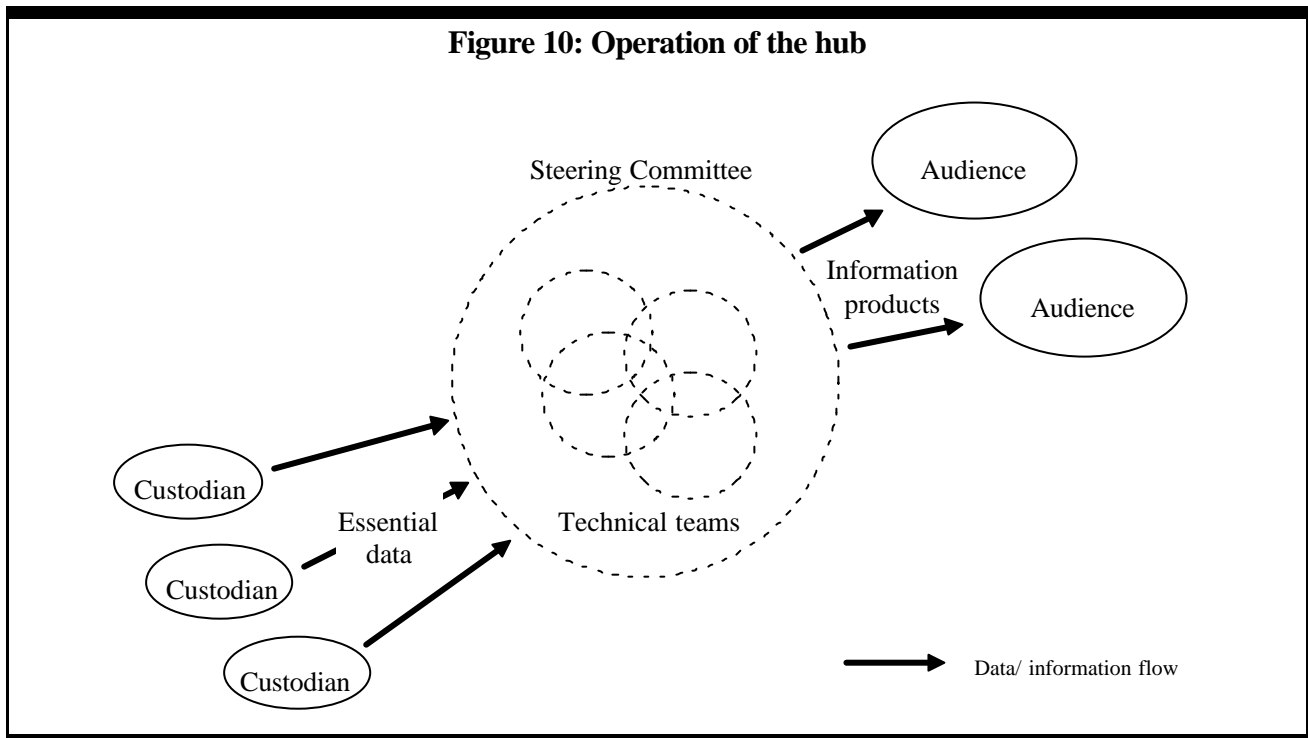 Figure 10: Operation of the hub
Steering Committee
Audience
Information
products
Audience
Custodian
Essential
data
Technical teams
Custodian
Custodian
Data/ information flow